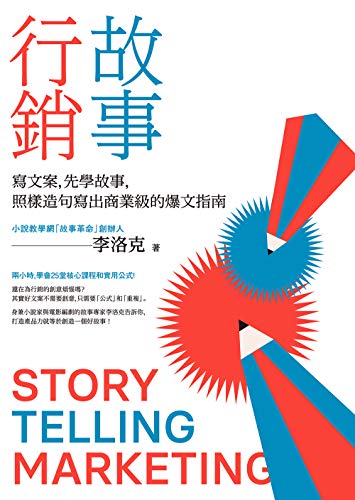 故事
行銷
寫文案,先學故事,
照樣造句寫出商業級的爆文指南
小說教學網「故事革命」創辦人
李洛克 著
兩小時,學會25堂核心課程和實用公式!
還在為行銷的創意煩惱嗎?
其實好文案不需要創意,只需要「公式」和「重複」。
身兼小說家與電影編劇的故事專家李洛克告訴你,
打造產品力就等於創造一個好故事!
STORY
TELLING
MARKETING